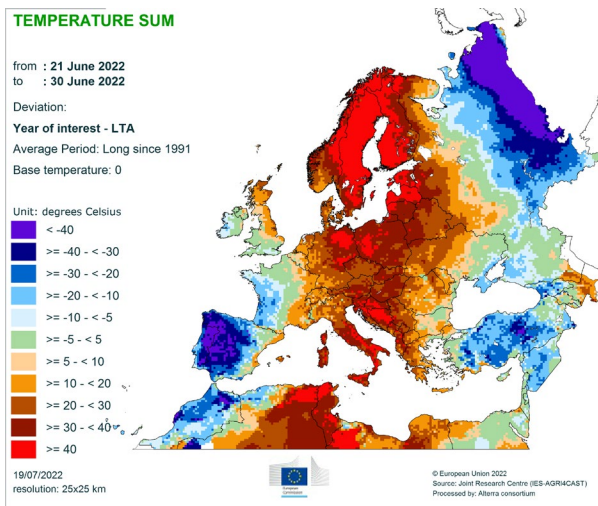 TEMPERATURE SUM
from : 21 June 2022
to : 30 June 2022
Deviation:
Year of interest - LTA
Average Period: Long since 1991
Base temperature: 0
Unit: degrees Celsius
< -40
>= -40 - < -30
>= -30 - < -20
>= -20 - < -10
>= -10 - < -5
>= -5 - < 5
>= 5 - < 10
>= 10 - < 20
>= 20 - < 30
>= 30 - < 40
>= 40
19/07/2022
resolution: 25x25 km
European
Commission
© European Union 2022
Source: Joint Research Centre (IES-AGRI4CAST)
Processed by: Alterra consortium